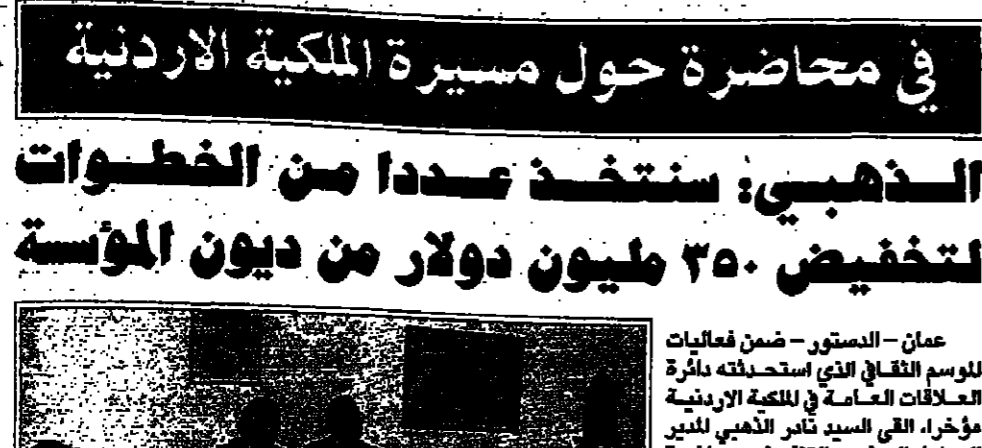 في محاضرة حول مسيرة الملكية الاردنية
الذهبي: سنتخذ عددا من الخطوات
لتخفيض ٣٥٠ مليون دولار من ديون المؤسسة
عمان - الدستور - ضمن فعاليات
الموسم الثقافي الذي استحدثته دائرة
العلاقات العامة في الملكية الاردنية
مؤخرا، القى السيد نادر الذهبي المدير